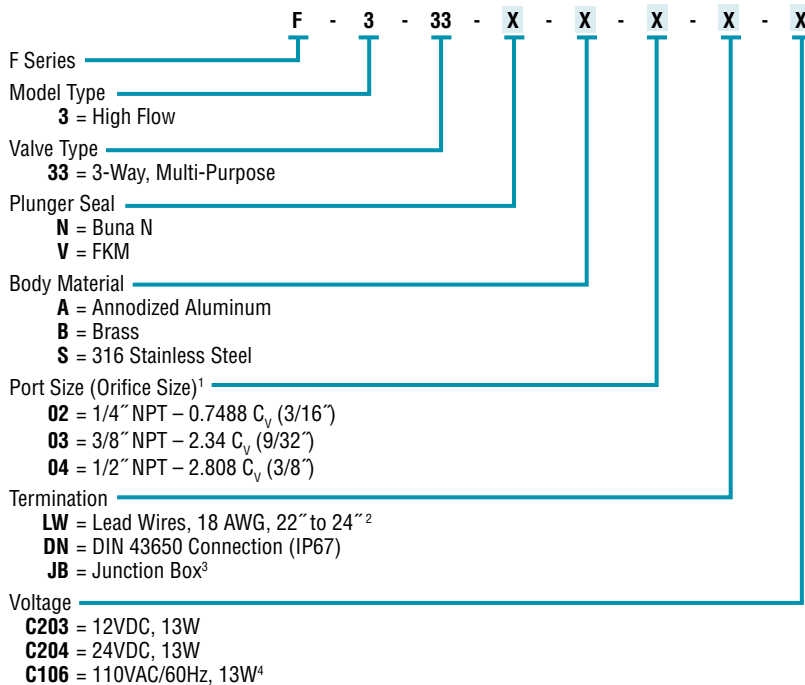 F - 3 - 33 - X - X - X - X - X
F Series
Model Type
3 = High Flow
Valve Type
33 = 3-Way, Multi-Purpose
Plunger Seal
N = Buna N
V = FKM
Body Material
A = Annodized Aluminum
B = Brass
S = 316 Stainless Steel
Port Size (Orifice Size)¹
02 = 1/4˝ NPT – 0.7488 Cᵥ (3/16˝)
03 = 3/8˝ NPT – 2.34 Cᵥ (9/32˝)
04 = 1/2˝ NPT – 2.808 Cᵥ (3/8˝)
Termination
LW = Lead Wires, 18 AWG, 22˝ to 24˝ ²
DN = DIN 43650 Connection (IP67)
JB = Junction Box³
Voltage
C203 = 12VDC, 13W
C204 = 24VDC, 13W
C106 = 110VAC/60Hz, 13W⁴